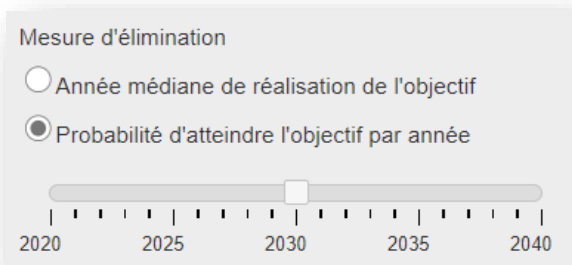 Mesure d'élimination
Année médiane de réalisation de l'objectif
Probabilité d'atteindre l'objectif par année
2020 2025 2030 2035 2040